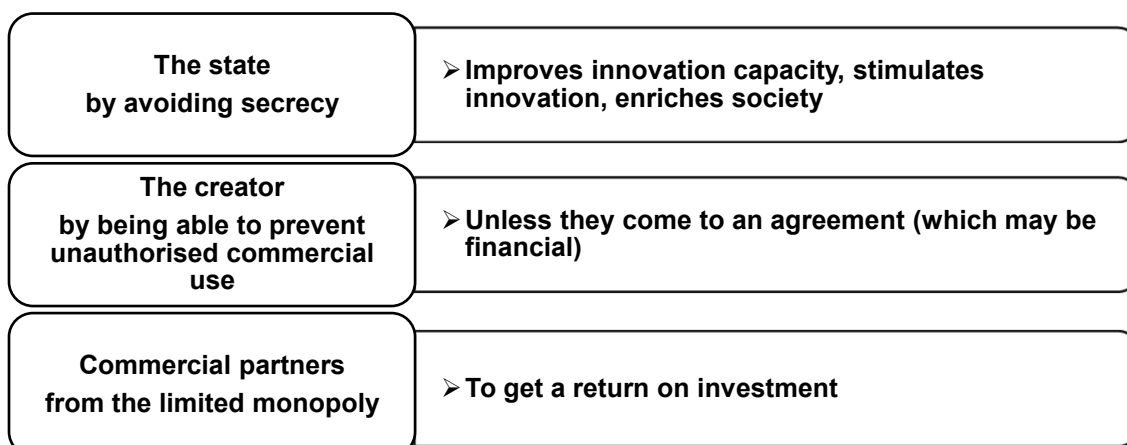 The state
by avoiding secrecy
➢ Improves innovation capacity, stimulates
innovation, enriches society
The creator
by being able to prevent
unauthorised commercial
use
➢ Unless they come to an agreement (which may be
financial)
Commercial partners
from the limited monopoly
➢ To get a return on investment